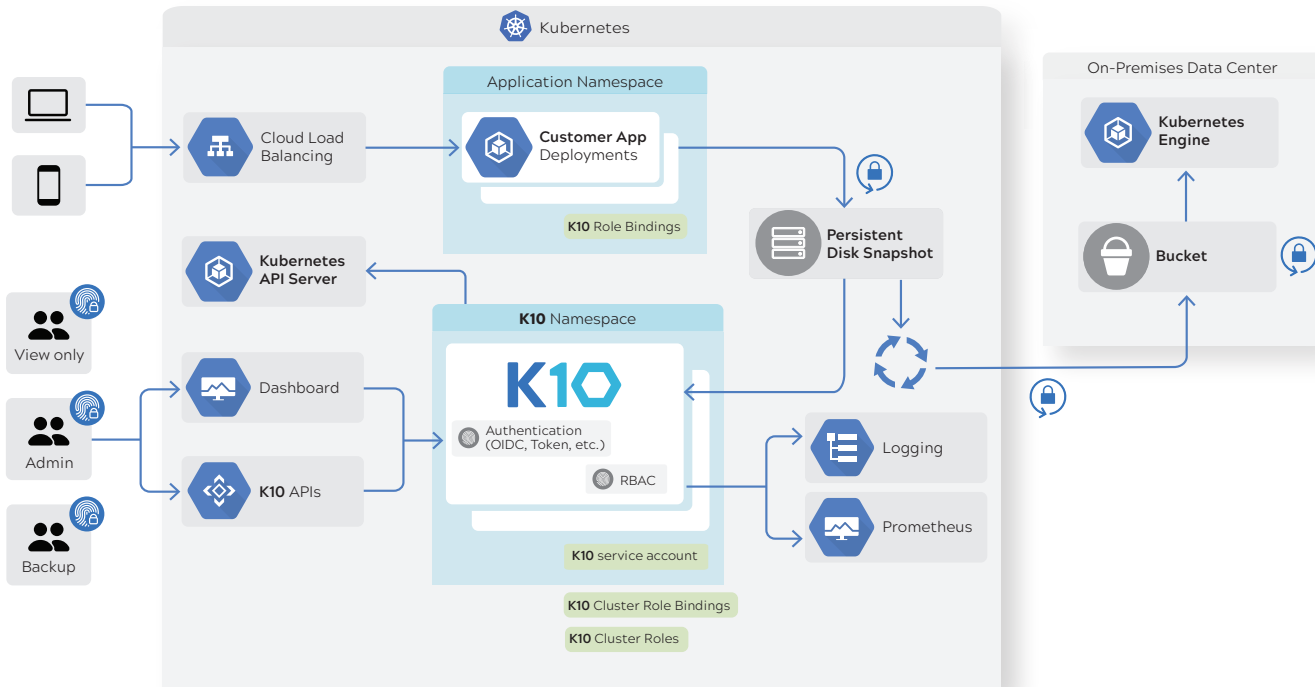 Kubernetes
Application Namespace
Cloud Load
Balancing
Customer App
Deployments
K10 Role Bindings
Kubernetes
API Server
Persistent
Disk Snapshot
On-Premises Data Center
Kubernetes
Engine
Bucket
View only
Admin
Backup
Dashboard
K10 APIs
K10 Namespace
K10
Authentication
(OIDC, Token, etc.)
RBAC
K10 service account
K10 Cluster Role Bindings
K10 Cluster Roles
Logging
Prometheus